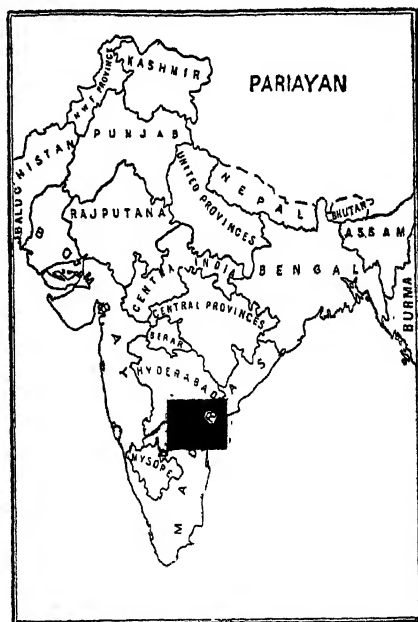 PARIAYAN
KASHMIR
N.W.F. PROVINCE
PUNJAB
BALUCHISTAN
UNITED PROVINCES
NEPAL
BHUTAN
ASSAM
RAJPUTANA
BOMBAY
CENTRAL INDIA
BENGAL
CENTRAL PROVINCES
BERAR
BURMA
HYDERABAD
MYSORE